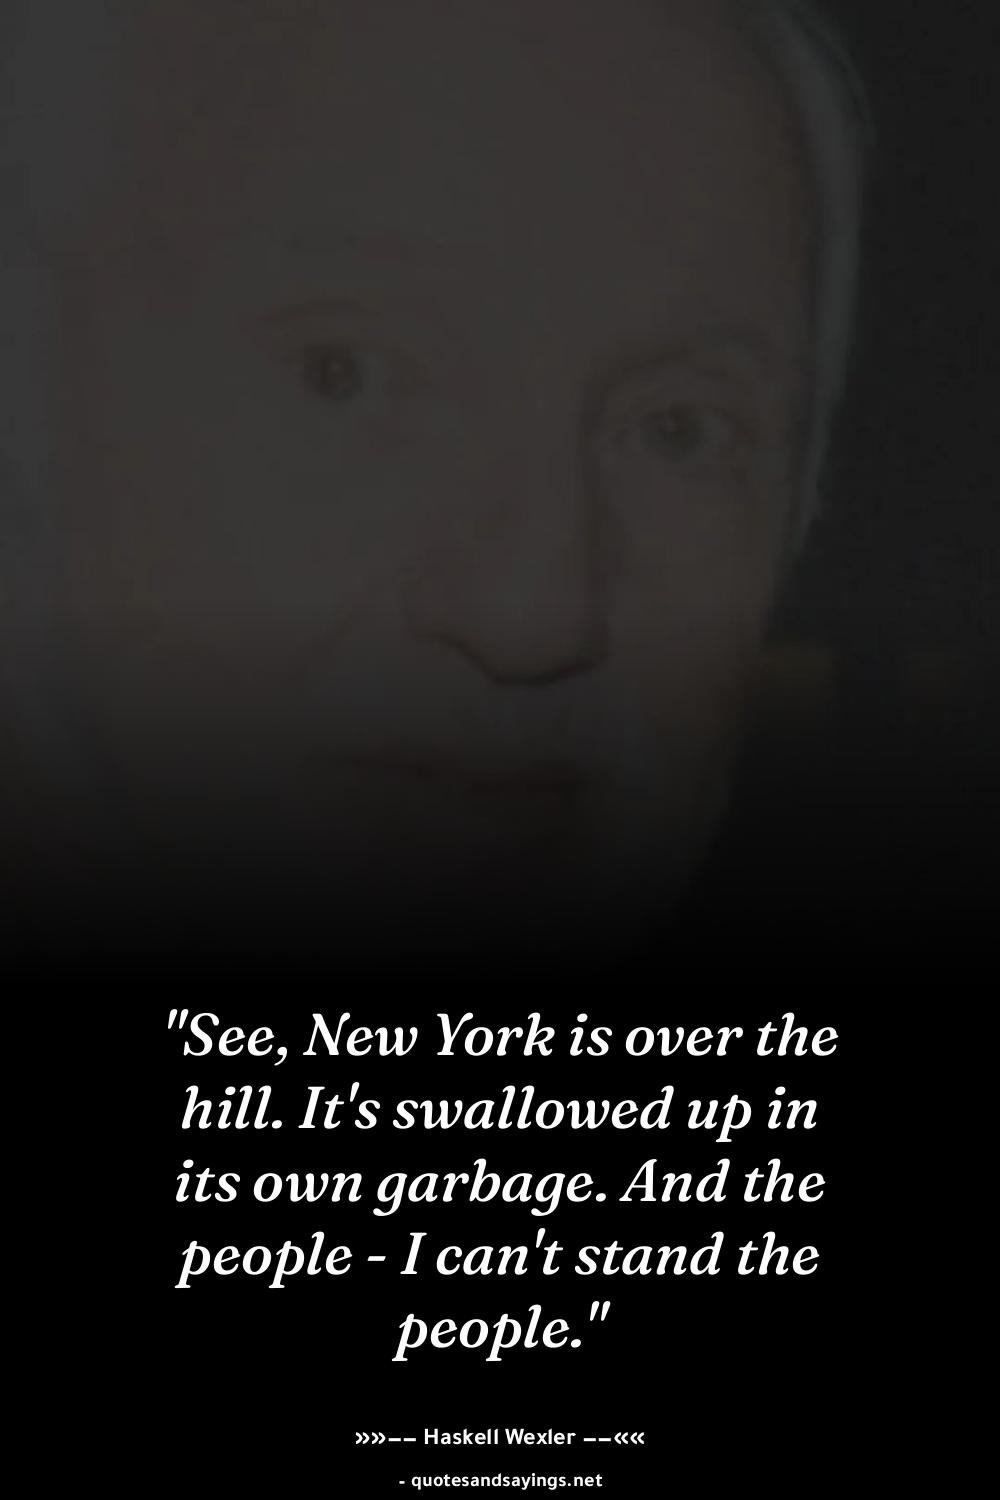 "See, New York is over the
hill. It's swallowed up in
its own garbage. And the
people - I can't stand the
people."
»»–– Haskell Wexler ––««
- quotesandsayings.net